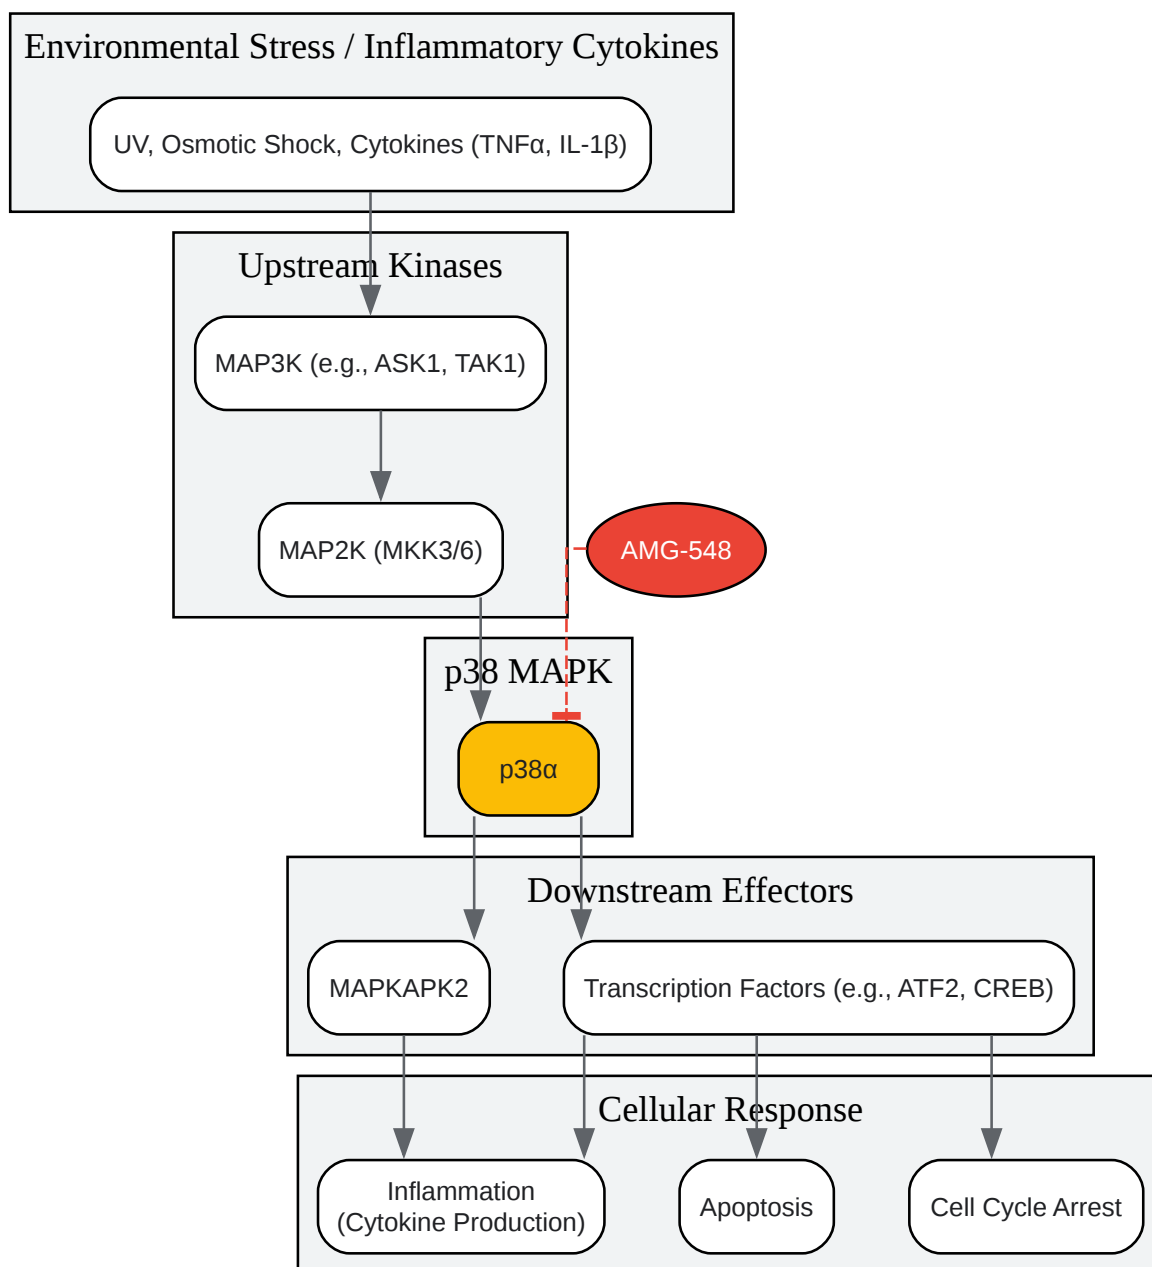 Environmental Stress / Inflammatory Cytokines
UV, Osmotic Shock, Cytokines (TNFα, IL-1β)
Upstream Kinases
MAP3K (e.g., ASK1, TAK1)
MAP2K (MKK3/6)
AMG-548
p38 MAPK
p38α
Downstream Effectors
MAPKAPK2
Transcription Factors (e.g., ATF2, CREB)
Cellular Response
Inflammation
(Cytokine Production)
Apoptosis
Cell Cycle Arrest